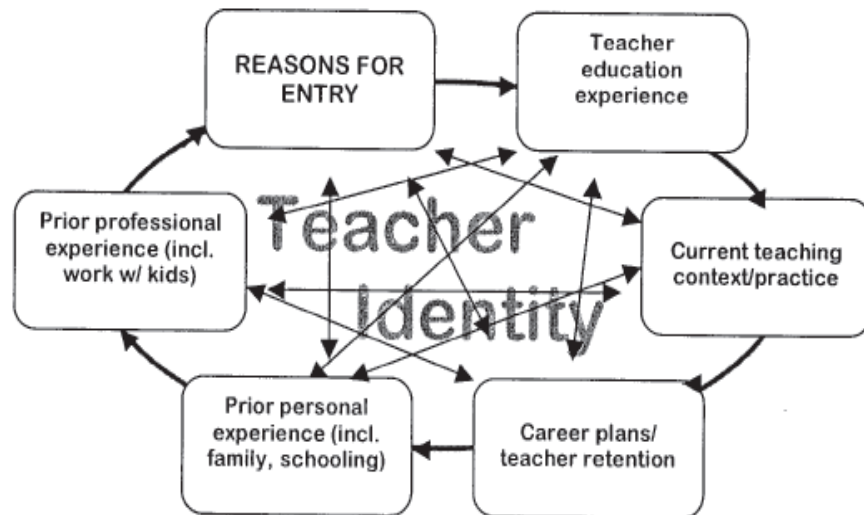 REASONS FOR
ENTRY
Teacher
education
experience
Prior professional
experience (incl.
work w/ kids)
Teacher
Identity
Current teaching
context/practice
Prior personal
experience (incl.
family, schooling)
Career plans/
teacher retention